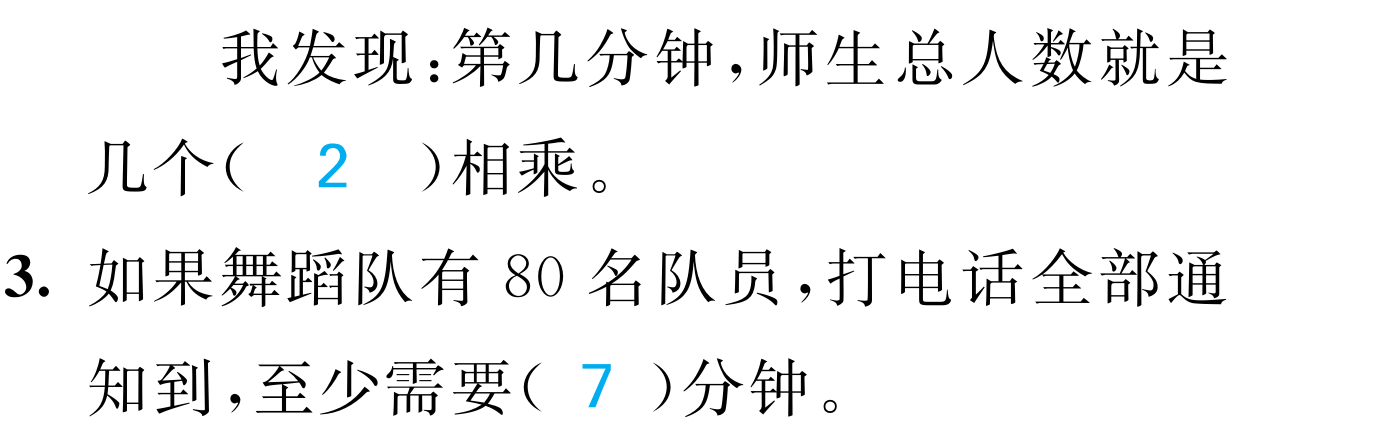 我发现:第几分钟,师生总人数就是
几个( 2 )相乘。
3. 如果舞蹈队有 80 名队员,打电话全部通
知到,至少需要( 7 )分钟。